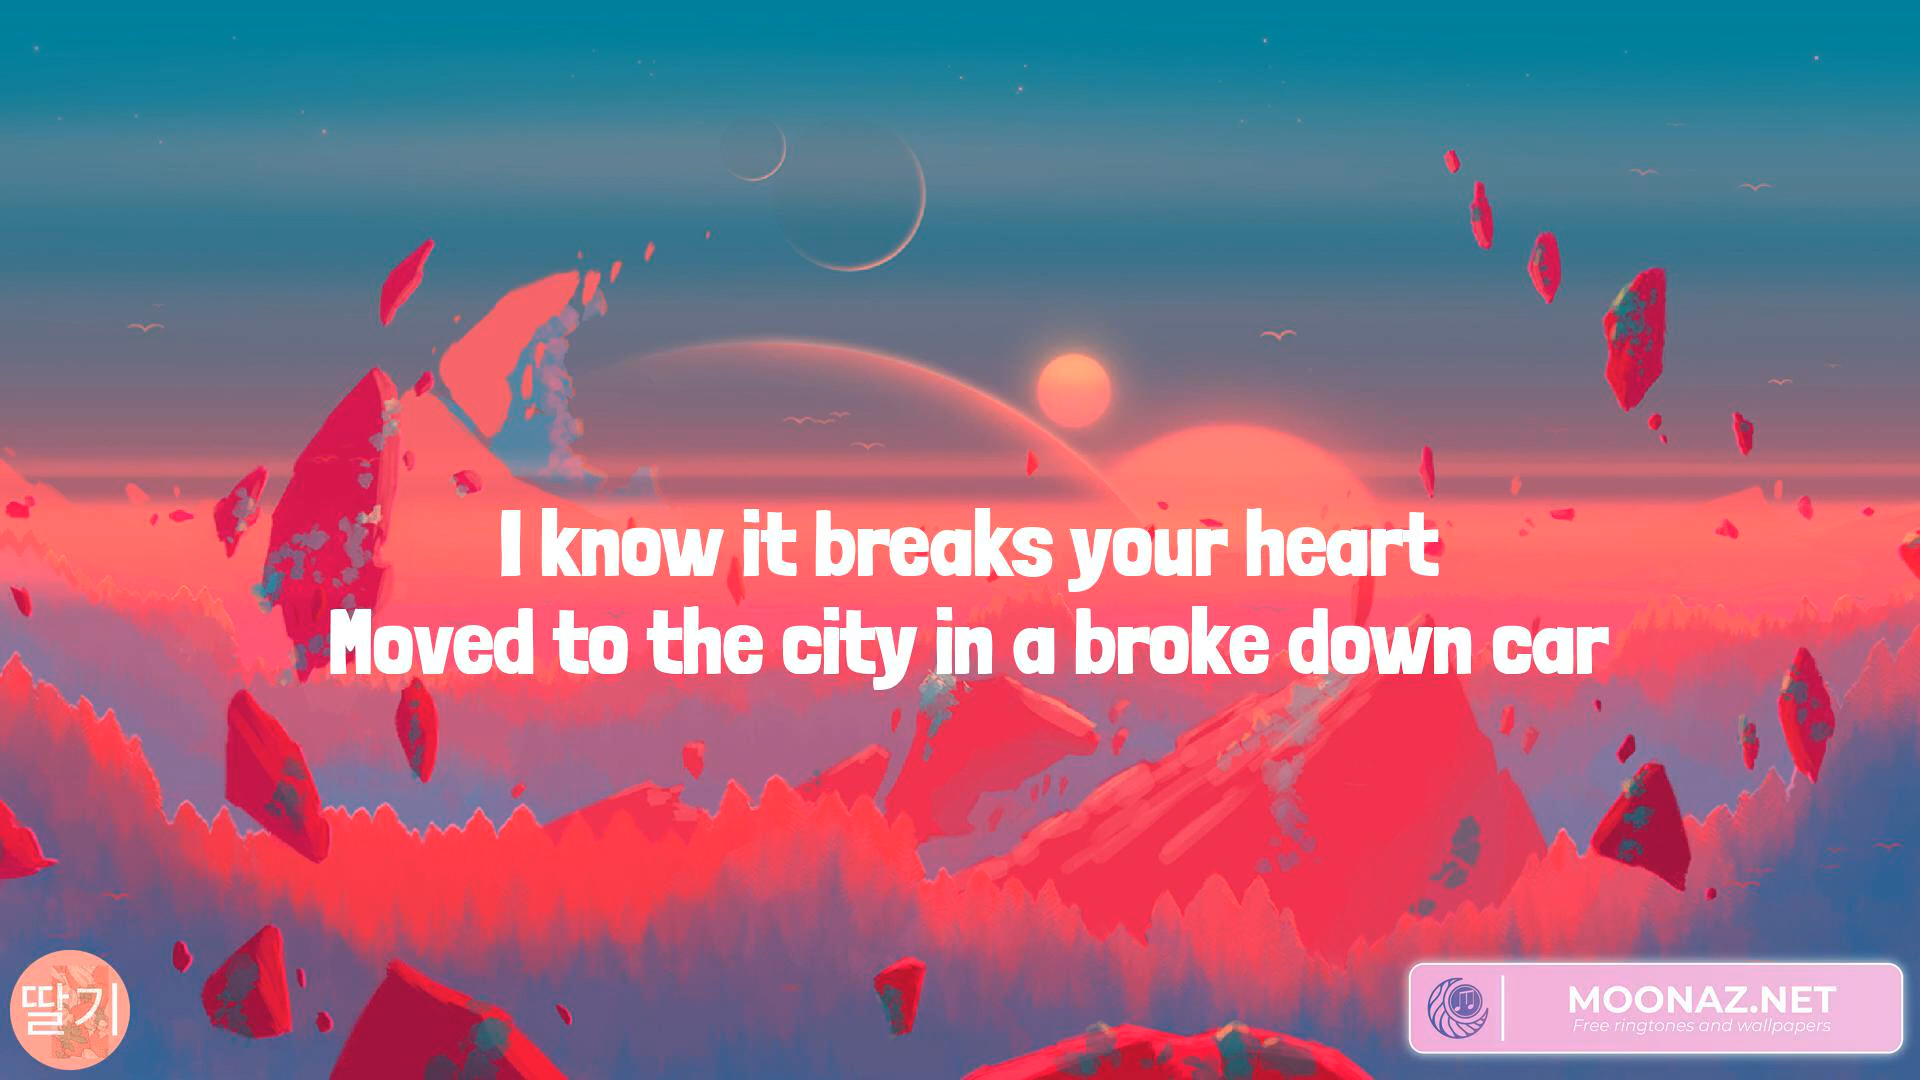 I know it breaks your heart
Moved to the city in a broke down car
딸기
MOONAZ.NET
Free ringtones and wallpapers